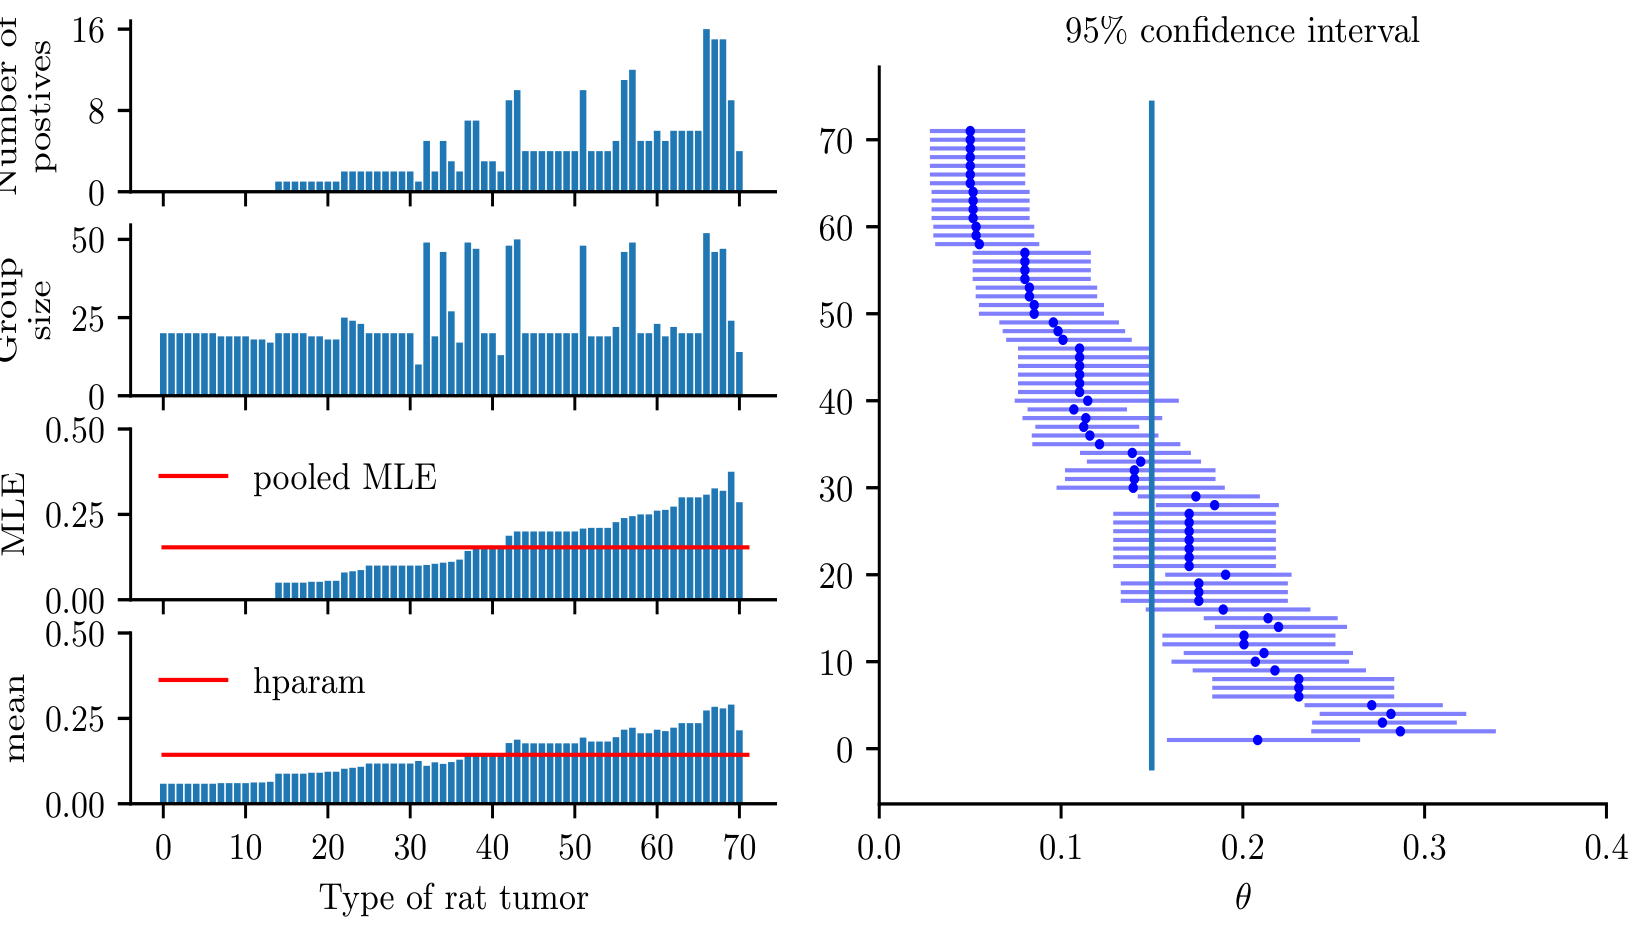 Number of
postives
16
8
0
Group
size
50
25
0
MLE
0.50
0.25
0.00
pooled MLE
mean
0.50
0.25
0.00
hparam
0 10 20 30 40 50 60 70
Type of rat tumor
95% confidence interval
70
60
50
40
30
20
10
0
0.0 0.1 0.2 0.3 0.4
θ